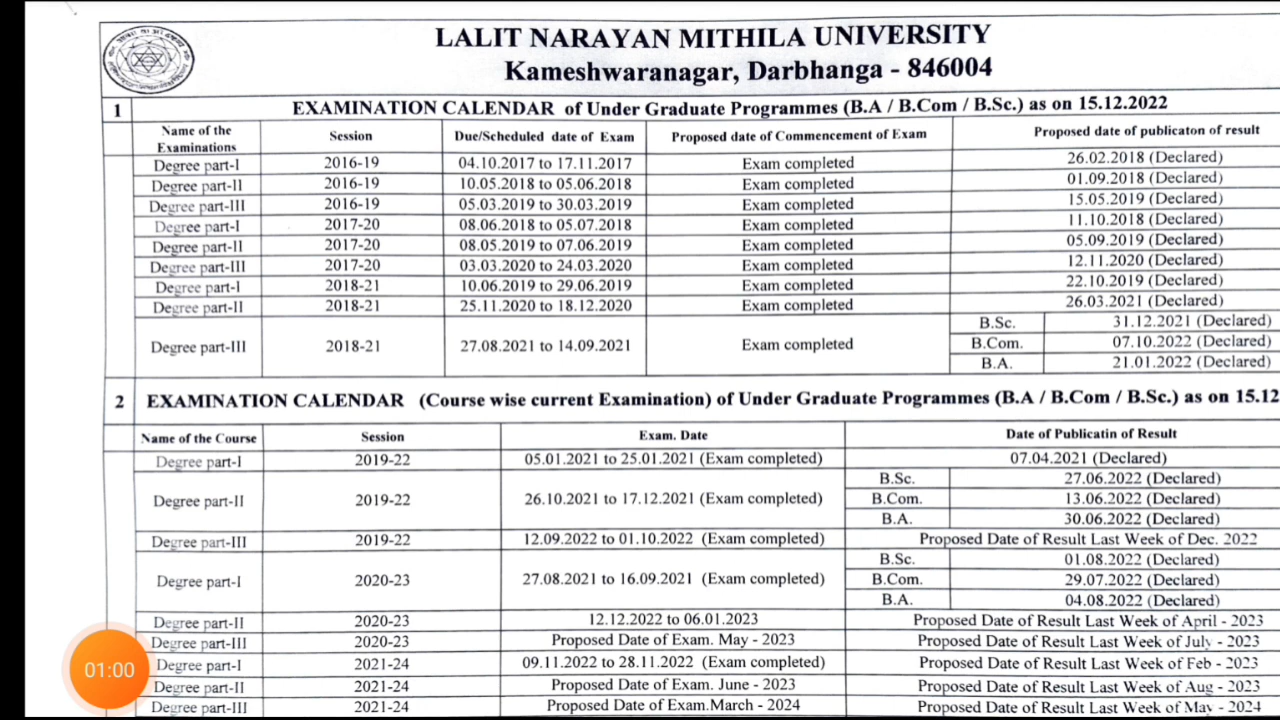 LALIT NARAYAN MITHILA UNIVERSITY
Kameshwaranagar, Darbhanga - 846004
1 EXAMINATION CALENDAR of Under Graduate Programmes (B.A / B.Com / B.Sc.) as on 15.12.2022
Name of the Examinations Session Due/Scheduled date of Exam Proposed date of Commencement of Exam Proposed date of publicaton of result
Degree part-I 2016-19 04.10.2017 to 17.11.2017 Exam completed 26.02.2018 (Declared)
Degree part-II 2016-19 10.05.2018 to 05.06.2018 Exam completed 01.09.2018 (Declared)
Degree part-III 2016-19 05.03.2019 to 30.03.2019 Exam completed 15.05.2019 (Declared)
Degree part-I 2017-20 08.06.2018 to 05.07.2018 Exam completed 11.10.2018 (Declared)
Degree part-II 2017-20 08.05.2019 to 07.06.2019 Exam completed 05.09.2019 (Declared)
Degree part-III 2017-20 03.03.2020 to 24.03.2020 Exam completed 12.11.2020 (Declared)
Degree part-I 2018-21 10.06.2019 to 29.06.2019 Exam completed 22.10.2019 (Declared)
Degree part-II 2018-21 25.11.2020 to 18.12.2020 Exam completed 26.03.2021 (Declared)
Degree part-III 2018-21 27.08.2021 to 14.09.2021 Exam completed B.Sc. 31.12.2021 (Declared)
B.Com. 07.10.2022 (Declared)
B.A. 21.01.2022 (Declared)
2 EXAMINATION CALENDAR (Course wise current Examination) of Under Graduate Programmes (B.A / B.Com / B.Sc.) as on 15.12
Name of the Course Session Exam. Date Date of Publicatin of Result
Degree part-I 2019-22 05.01.2021 to 25.01.2021 (Exam completed) 07.04.2021 (Declared)
Degree part-II 2019-22 26.10.2021 to 17.12.2021 (Exam completed) B.Sc. 27.06.2022 (Declared)
B.Com. 13.06.2022 (Declared)
B.A. 30.06.2022 (Declared)
Degree part-III 2019-22 12.09.2022 to 01.10.2022 (Exam completed) Proposed Date of Result Last Week of Dec. 2022
Degree part-I 2020-23 27.08.2021 to 16.09.2021 (Exam completed) B.Sc. 01.08.2022 (Declared)
B.Com. 29.07.2022 (Declared)
B.A. 04.08.2022 (Declared)
Degree part-II 2020-23 12.12.2022 to 06.01.2023 Proposed Date of Result Last Week of April - 2023
Degree part-III 2020-23 Proposed Date of Exam. May - 2023 Proposed Date of Result Last Week of July - 2023
Degree part-I 2021-24 09.11.2022 to 28.11.2022 (Exam completed) Proposed Date of Result Last Week of Feb - 2023
Degree part-II 2021-24 Proposed Date of Exam. June - 2023 Proposed Date of Result Last Week of Aug - 2023
Degree part-III 2021-24 Proposed Date of Exam.March - 2024 Proposed Date of Result Last Week of May - 2024
01:00